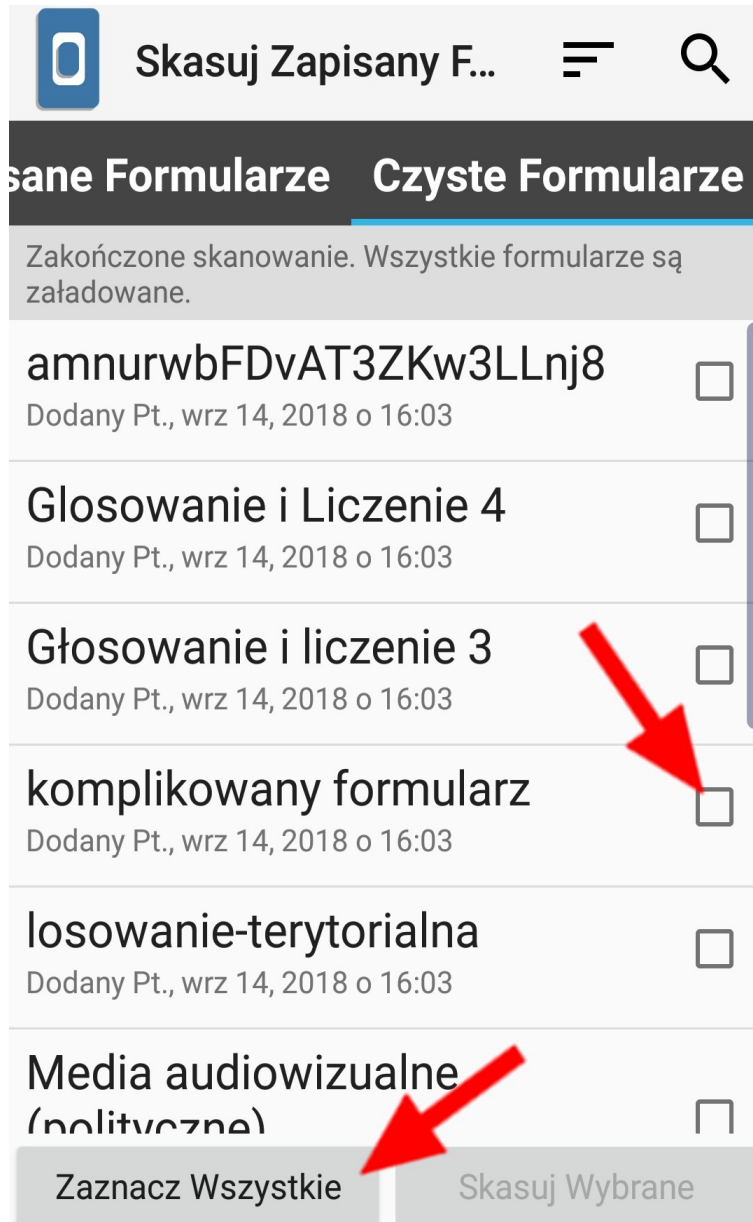 Skasuj Zapisany F...
sane Formularze Czyste Formularze
Zakończone skanowanie. Wszystkie formularze są
załadowane.
amnurwbFDvAT3ZKw3LLnj8
Dodany Pt., wrz 14, 2018 o 16:03
Glosowanie i Liczenie 4
Dodany Pt., wrz 14, 2018 o 16:03
Głosowanie i liczenie 3
Dodany Pt., wrz 14, 2018 o 16:03
komplikowany formularz
Dodany Pt., wrz 14, 2018 o 16:03
losowanie-terytorialna
Dodany Pt., wrz 14, 2018 o 16:03
Media audiowizualne
(polityczne)
Zaznacz Wszystkie Skasuj Wybrane